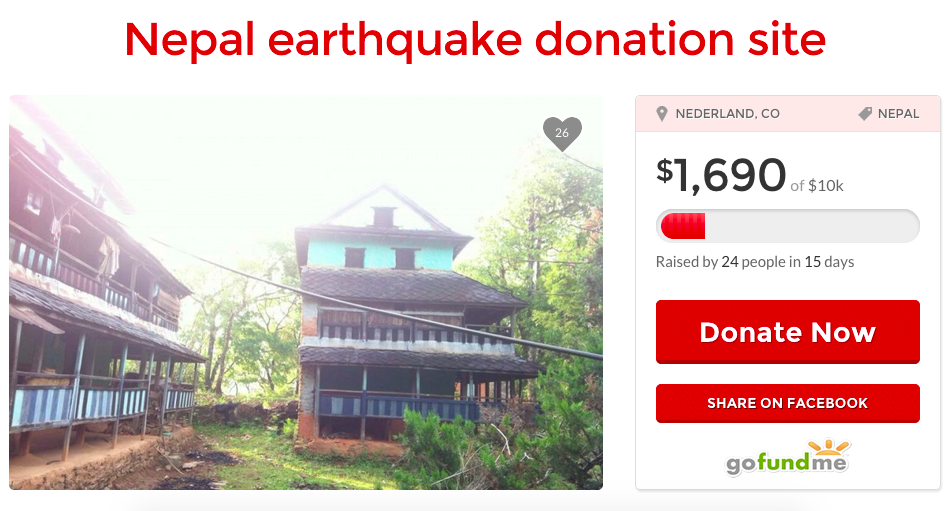 Nepal earthquake donation site
26
NEDERLAND, CO
NEPAL
$1,690 of $10k
Raised by 24 people in 15 days
Donate Now
SHARE ON FACEBOOK
gofundme